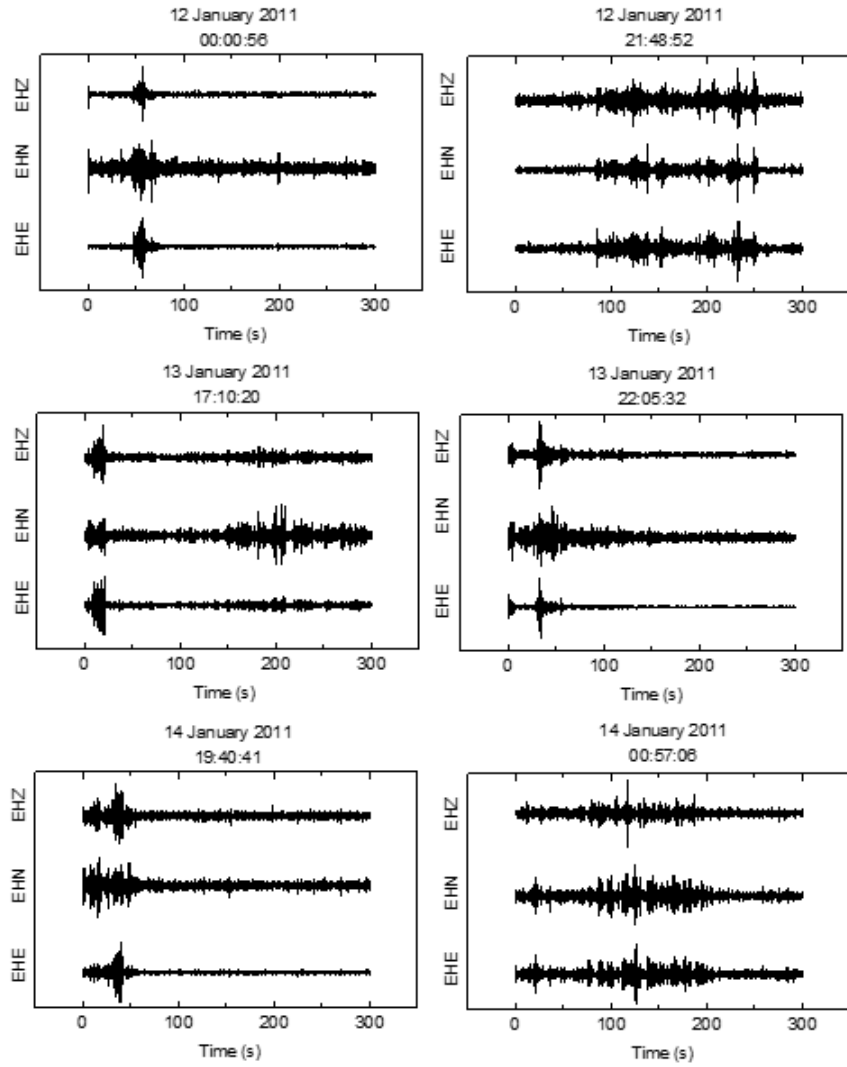 12 January 2011
00:00:56
EHZ
EHN
EHE
0 100 200 300
Time (s)
12 January 2011
21:48:52
EHZ
EHN
EHE
0 100 200 300
Time (s)
13 January 2011
17:10:20
EHZ
EHN
EHE
0 100 200 300
Time (s)
13 January 2011
22:05:32
EHZ
EHN
EHE
0 100 200 300
Time (s)
14 January 2011
19:40:41
EHZ
EHN
EHE
0 100 200 300
Time (s)
14 January 2011
00:57:06
EHZ
EHN
EHE
0 100 200 300
Time (s)